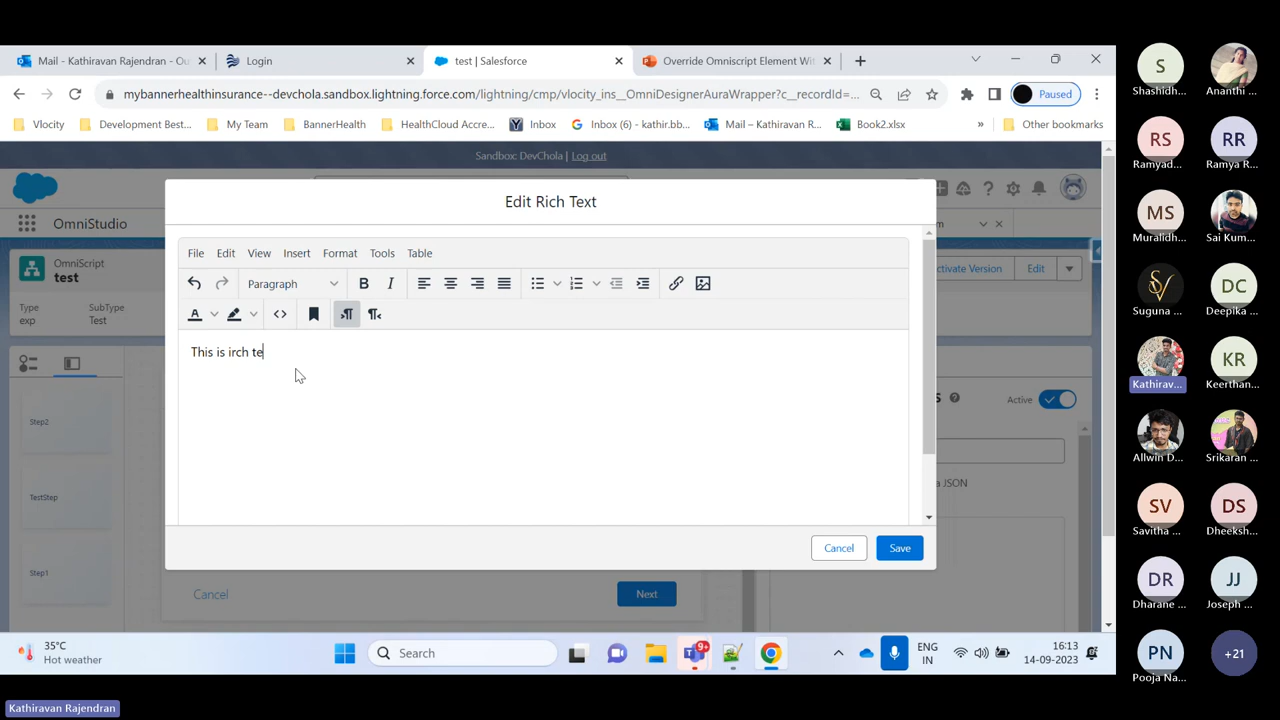 Mail - Kathiravan Rajendran - Ou
Login
test | Salesforce
Override Omniscript Element Wit
mybannerhealthinsurance--devchola.sandbox.lightning.force.com/lightning/cmp/vlocity_ins__OmniDesignerAuraWrapper?c__recordId=...
Paused
Vlocity
Development Best...
My Team
BannerHealth
HealthCloud Accre...
Inbox
Inbox (6) - kathir.bb...
Mail – Kathiravan R...
Book2.xlsx
»
Other bookmarks
Sandbox: DevChola | Log out
OmniStudio
m
OmniScript
test
Type
exp
SubType
Test
activate Version
Edit
Edit Rich Text
File Edit View Insert Format Tools Table
Paragraph
B I
A
This is irch te
Cancel
Save
Step2
TestStep
Step1
S
Active
a JSON
Cancel
Next
35°C
Hot weather
Search
9+
ENG
IN
16:13
14-09-2023
S
Shashidh...
Ananthi ...
RS
Ramyad...
RR
Ramya R...
MS
Muralidh...
Sai Kum...
SV
Suguna ...
DC
Deepika ...
Kathirav...
KR
Keerthan...
Allwin D...
Srikaran ...
SV
Savitha ...
DS
Dheeksh...
DR
Dharane ...
JJ
Joseph ...
PN
Pooja Na...
+21
Kathiravan Rajendran